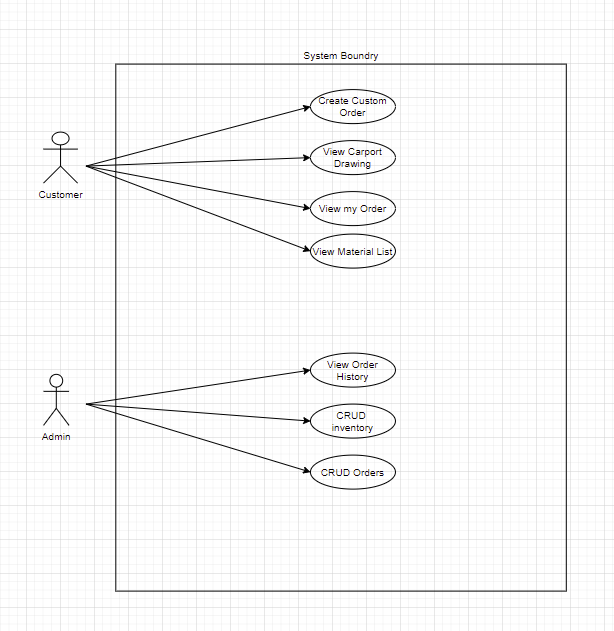 System Boundry
Create Custom
Order
View Carport
Drawing
Customer
View my Order
View Material List
View Order
History
CRUD
inventory
Admin
CRUD Orders